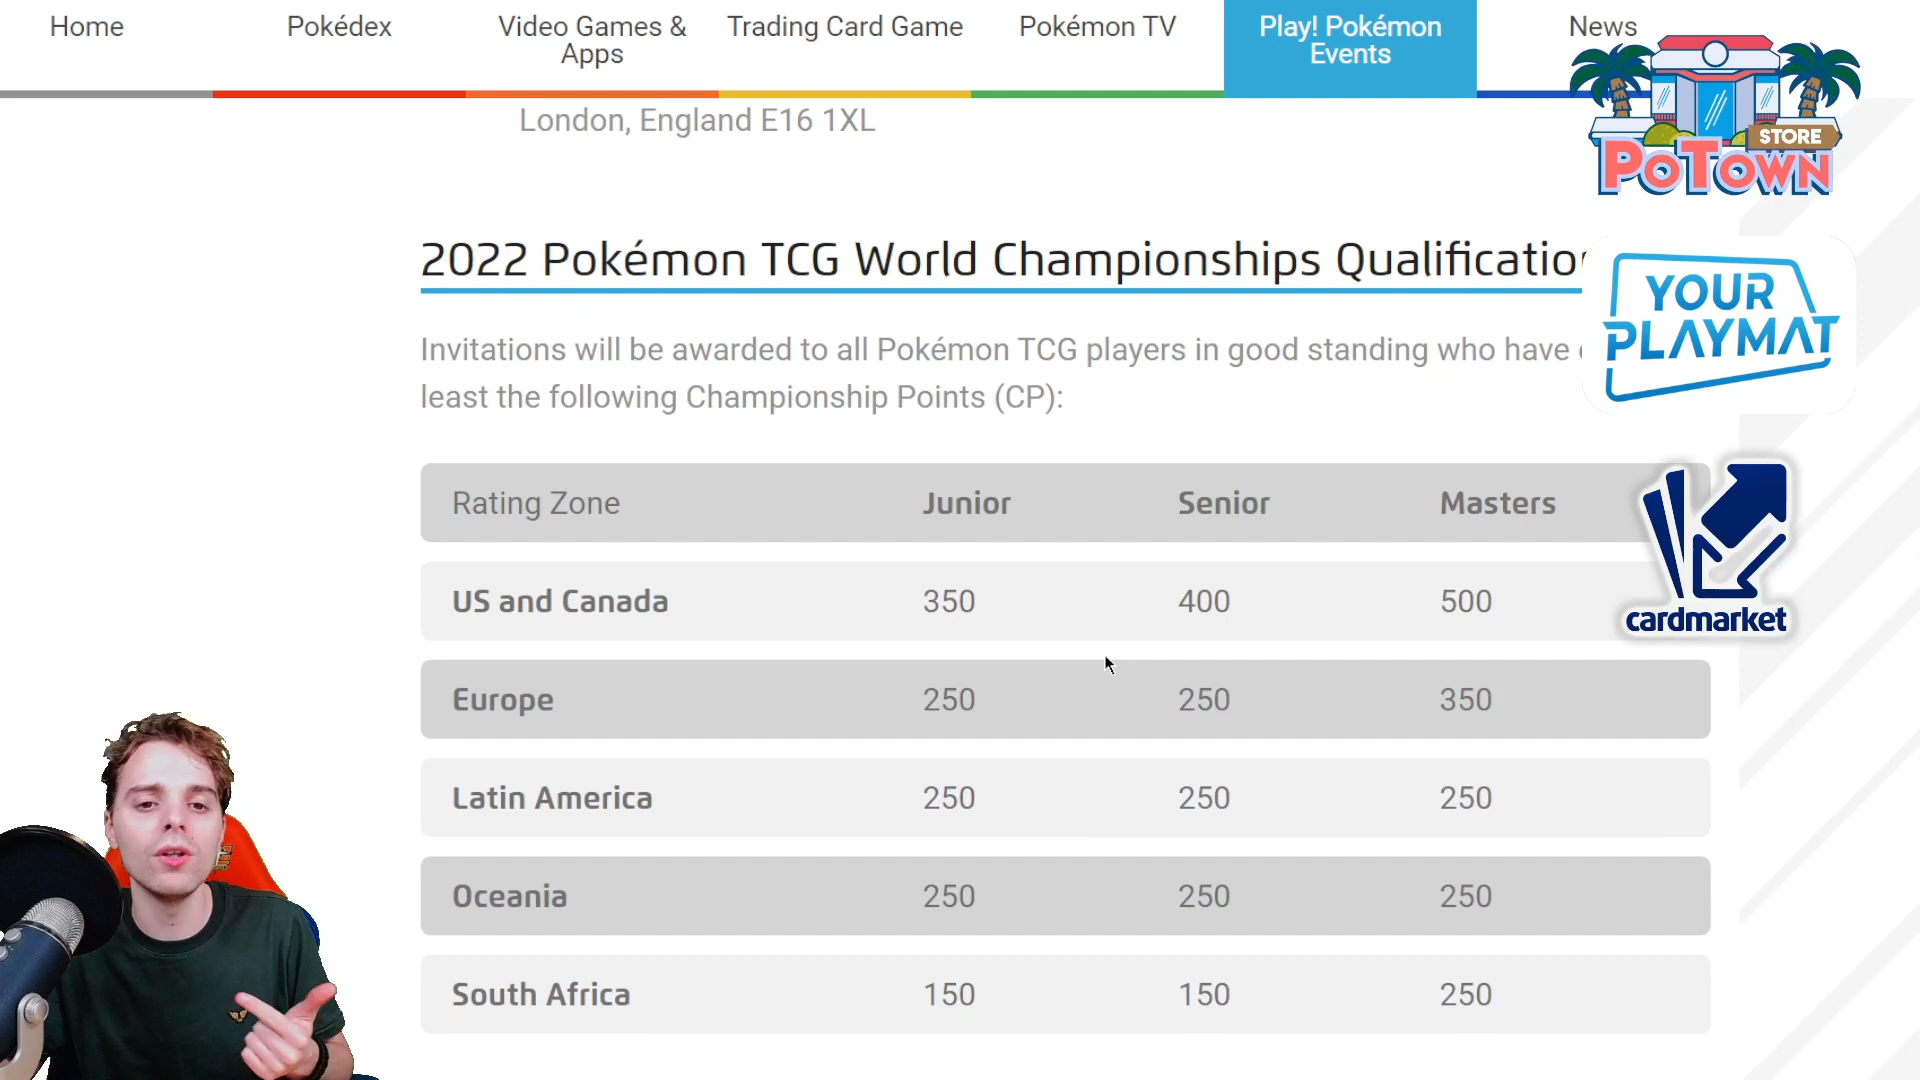 Home
Pokédex
Video Games &
Apps
Trading Card Game
Pokémon TV
Play! Pokémon
Events
News
London, England E16 1XL
STORE
POTOWN
2022 Pokémon TCG World Championships Qualification
YOUR
PLAYMAT
Invitations will be awarded to all Pokémon TCG players in good standing who have
least the following Championship Points (CP):
Rating Zone Junior Senior Masters
US and Canada 350 400 500
cardmarket
Europe 250 250 350
Latin America 250 250 250
Oceania 250 250 250
South Africa 150 150 250